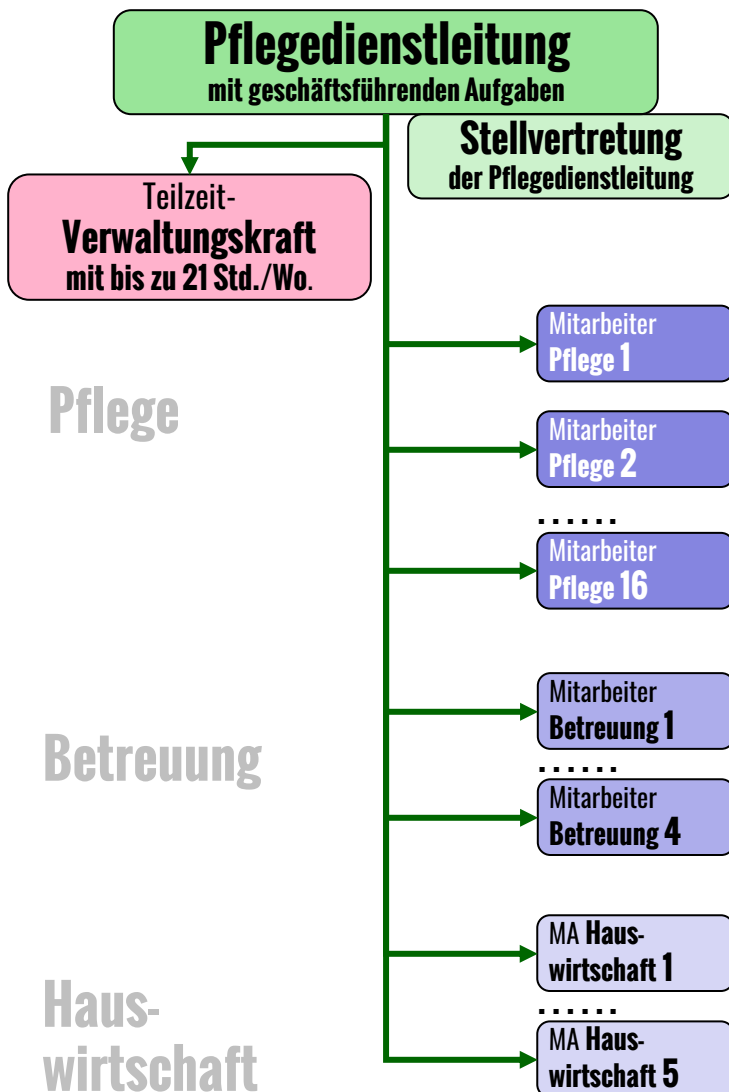 Pflegedienstleitung
mit geschäftsführenden Aufgaben
Stellvertretung
der Pflegedienstleitung
Teilzeit-
Verwaltungskraft
mit bis zu 21 Std./Wo.
Pflege
Mitarbeiter
Pflege 1
Mitarbeiter
Pflege 2
......
Mitarbeiter
Pflege 16
Betreuung
Mitarbeiter
Betreuung 1
......
Mitarbeiter
Betreuung 4
Haus-
wirtschaft
MA Haus-
wirtschaft 1
......
MA Haus-
wirtschaft 5